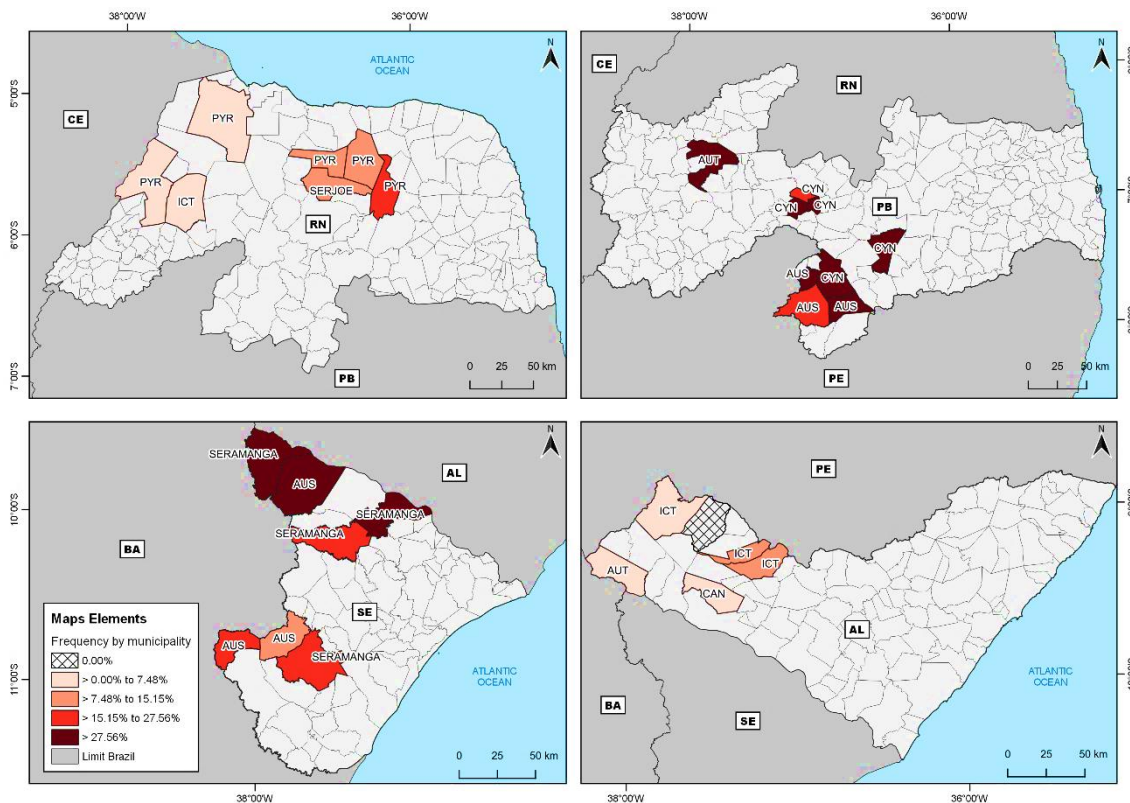 38°00'W
36°00'W
5°00'S
6°00'S
7°00'S
N
ATLANTIC
OCEAN
CE
PYR
PYR
ICT
PYR
PYR
SERJOE
PYR
RN
PB
0 25 50 km
38°00'W
36°00'W
N
CE
RN
AUT
CYN
CYN
CYN
PB
CYN
AUS
CYN
AUS
AUS
PE
0 25 50 km
10°00'S
11°00'S
38°00'W
N
SERAMANGA
AUS
AL
SERAMANGA
SERAMANGA
BA
SE
AUS
AUS
SERAMANGA
ATLANTIC
OCEAN
0 25 50 km
Maps Elements
Frequency by municipality
0.00%
> 0.00% to 7.48%
> 7.48% to 15.15%
> 15.15% to 27.56%
> 27.56%
Limit Brazil
N
PE
ICT
ICT
ICT
AUT
CAN
AL
BA
SE
ATLANTIC
OCEAN
0 25 50 km
38°00'W
36°00'W